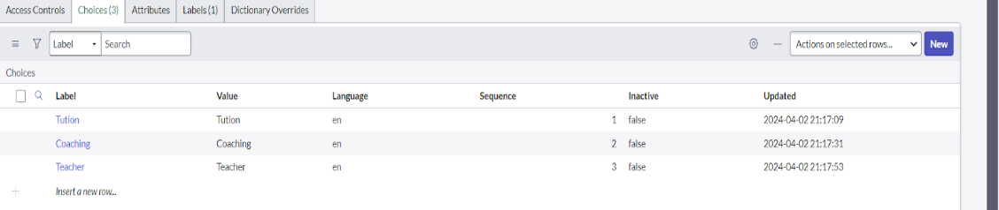 Access Controls Choices (3) Attributes Labels (1) Dictionary Overrides
Label Search Actions on selected rows... New
Choices
Label Value Language Sequence Inactive Updated
Tution Tution en 1 false 2024-04-02 21:17:09
Coaching Coaching en 2 false 2024-04-02 21:17:31
Teacher Teacher en 3 false 2024-04-02 21:17:53
Insert a new row...